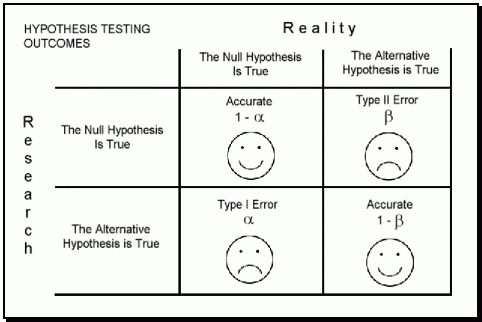 HYPOTHESIS TESTING
OUTCOMES
Reality
The Null Hypothesis
Is True
The Alternative
Hypothesis is True
Research
The Null Hypothesis
Is True
Accurate
1 - α
Type II Error
β
The Alternative
Hypothesis is True
Type I Error
α
Accurate
1 - β